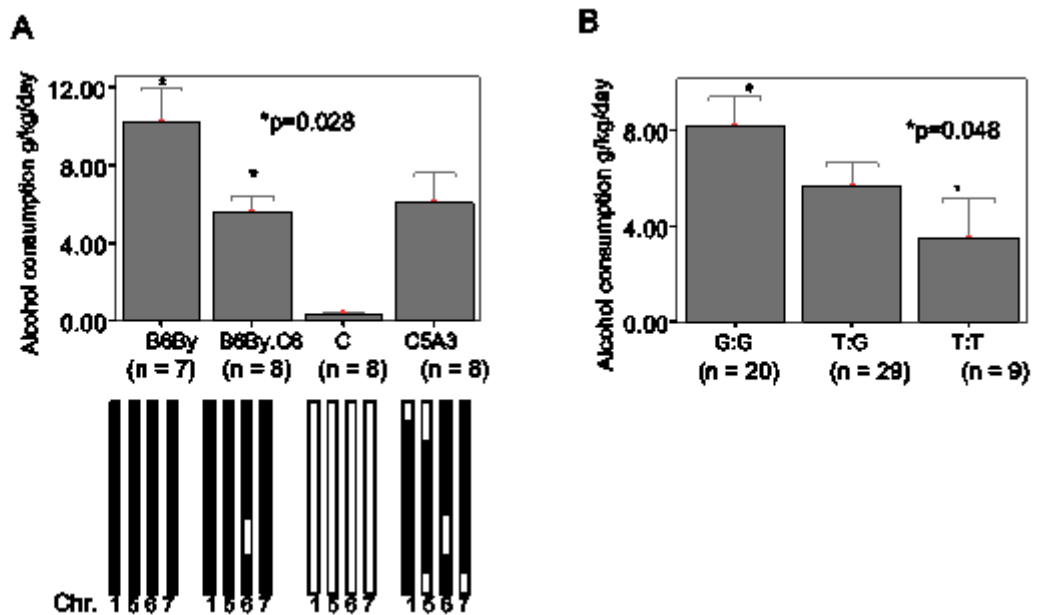 A
Alcohol consumption g/kg/day
12.00
8.00
4.00
0.00
*
*p=0.028
*
B6By
B6By.C6
C
C5A3
(n = 7)
(n = 8)
(n = 8)
(n = 8)
Chr. 1 5 6 7
1 5 6 7
1 5 6 7
1 5 6 7
B
Alcohol consumption g/kg/day
8.00
4.00
0.00
*
*p=0.048
*
G:G
T:G
T:T
(n = 20)
(n = 29)
(n = 9)